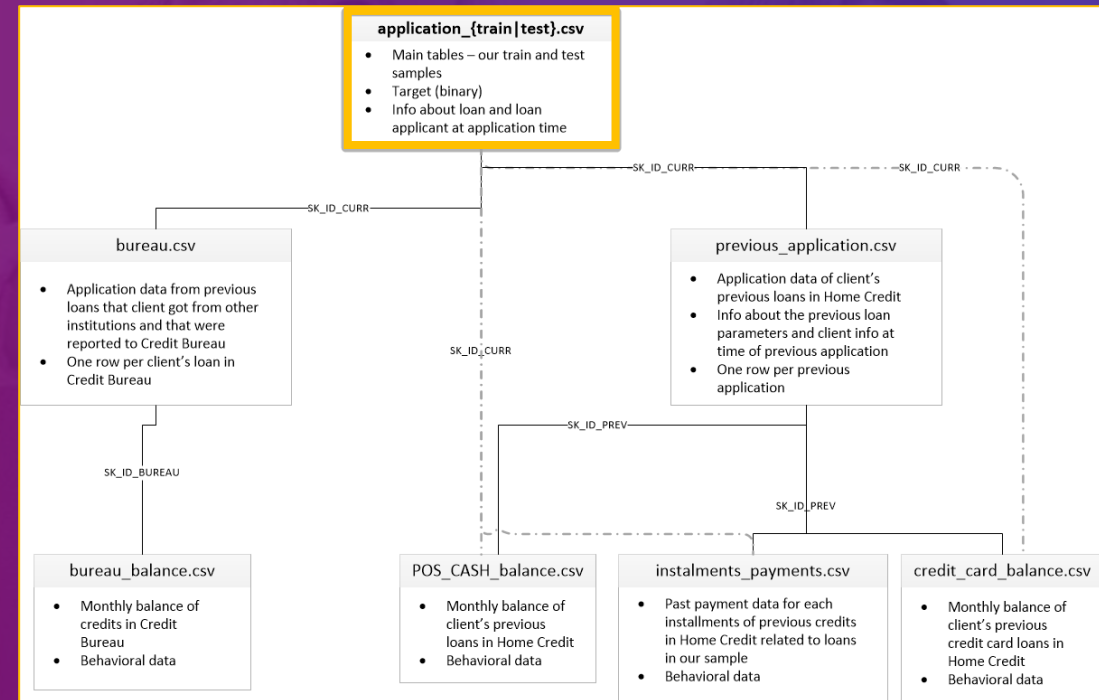 application_{train|test}.csv
• Main tables – our train and test
samples
• Target (binary)
• Info about loan and loan
applicant at application time
SK_ID_CURR
SK_ID_CURR
SK_ID_CURR
bureau.csv
• Application data from previous
loans that client got from other
institutions and that were
reported to Credit Bureau
• One row per client's loan in
Credit Bureau
previous_application.csv
• Application data of client's
previous loans in Home Credit
• Info about the previous loan
parameters and client info at
time of previous application
• One row per previous
application
SK_ID_CURR
SK_ID_PREV
SK_ID_BUREAU
SK_ID_PREV
bureau_balance.csv
• Monthly balance of
credits in Credit
Bureau
• Behavioral data
POS_CASH_balance.csv
• Monthly balance of
client's previous
loans in Home Credit
• Behavioral data
instalments_payments.csv
• Past payment data for each
installments of previous credits
in Home Credit related to loans
in our sample
• Behavioral data
credit_card_balance.csv
• Monthly balance of
client's previous
credit card loans in
Home Credit
• Behavioral data